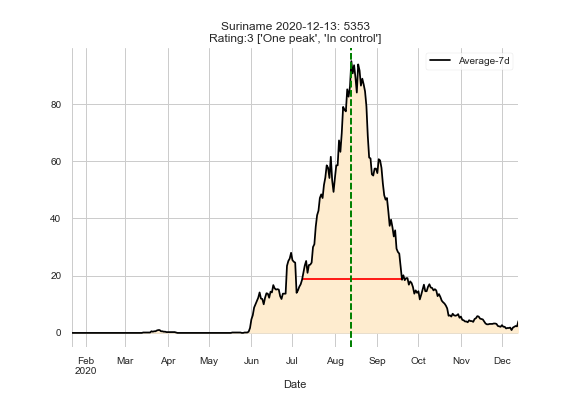 Suriname 2020-12-13: 5353
Rating:3 ['One peak', 'In control']
Average-7d
80
60
40
20
0
Feb
2020
Mar
Apr
May
Jun
Jul
Aug
Sep
Oct
Nov
Dec
Date